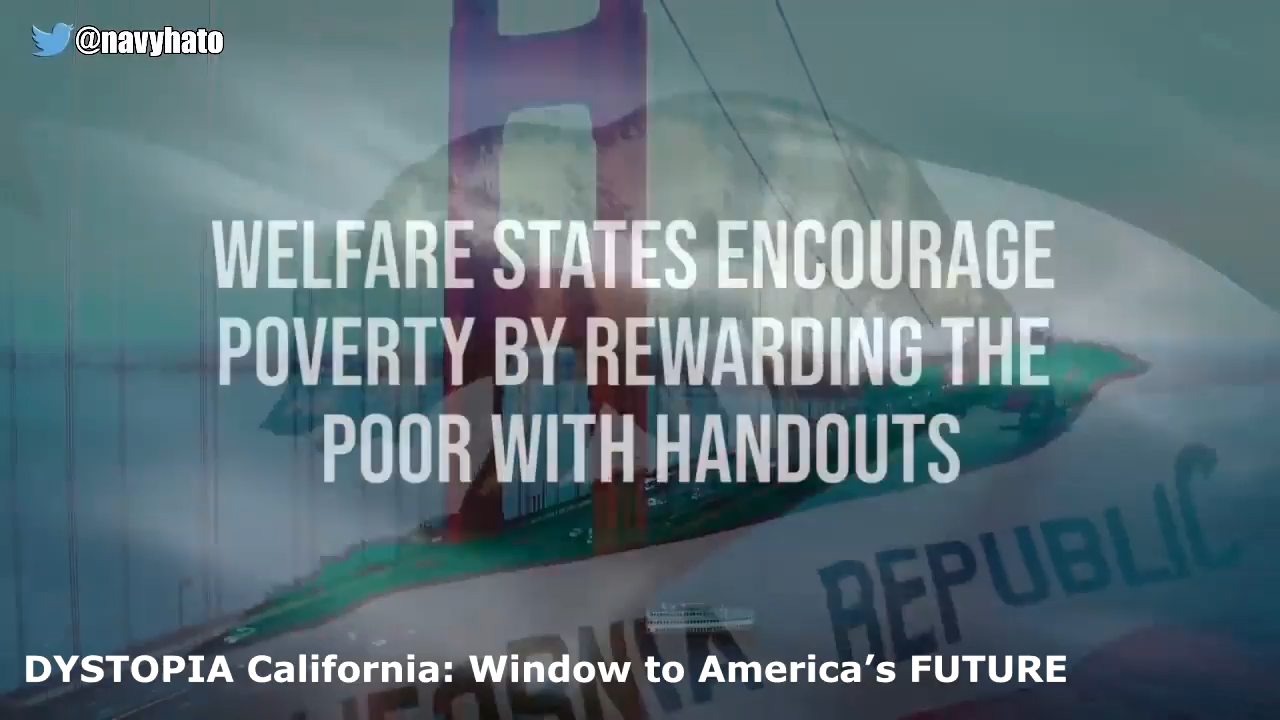 @navyhato
WELFARE STATES ENCOURAGE
POVERTY BY REWARDING THE
POOR WITH HANDOUTS
REPUBLIC
DYSTOPIA California: Window to America’s FUTURE